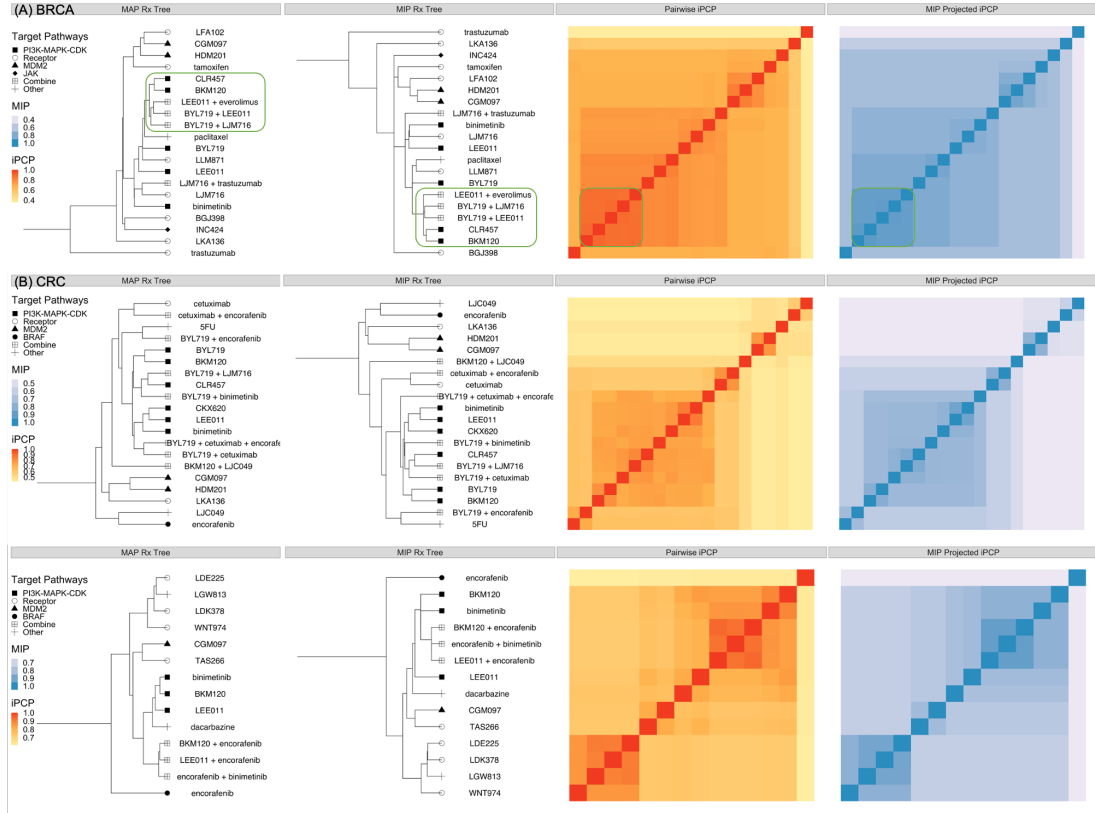 (A) BRCA
MAP Rx Tree
MIP Rx Tree
Pairwise iPCP
MIP Projected iPCP
Target Pathways
PI3K-MAPK-CDK
Receptor
MDM2
JAK
Combine
Other
MIP
0.4
0.6
0.8
1.0
iPCP
1.0
0.8
0.6
0.4
LFA102
CGM097
HDM201
tamoxifen
CLR457
BKM120
LEE011 + everolimus
BYL719 + LEE011
BYL719 + LJM716
paclitaxel
BYL719
LLM871
LEE011
LJM716 + trastuzumab
LJM716
binimetinib
BGJ398
INC424
LKA136
trastuzumab
trastuzumab
LKA136
INC424
tamoxifen
LFA102
HDM201
CGM097
LJM716 + trastuzumab
binimetinib
LJM716
LEE011
paclitaxel
LLM871
BYL719
LEE011 + everolimus
BYL719 + LJM716
BYL719 + LEE011
CLR457
BKM120
BGJ398
(B) CRC
MAP Rx Tree
MIP Rx Tree
Pairwise iPCP
MIP Projected iPCP
Target Pathways
PI3K-MAPK-CDK
Receptor
MDM2
BRAF
Combine
Other
MIP
0.5
0.6
0.7
0.8
0.9
1.0
iPCP
1.0
0.9
0.8
0.7
0.6
0.5
cetuximab
cetuximab + encorafenib
5FU
BYL719 + encorafenib
BYL719
BKM120
BYL719 + LJM716
CLR457
BYL719 + binimetinib
CKX620
LEE011
binimetinib
BYL719 + cetuximab + encorafe
BYL719 + cetuximab
BKM120 + LJC049
CGM097
HDM201
LKA136
LJC049
encorafenib
LJC049
encorafenib
LKA136
HDM201
CGM097
BKM120 + LJC049
cetuximab + encorafenib
cetuximab
BYL719 + cetuximab + encorafe
binimetinib
LEE011
CKX620
BYL719 + binimetinib
CLR457
BYL719 + LJM716
BYL719 + cetuximab
BYL719
BKM120
BYL719 + encorafenib
5FU
MAP Rx Tree
MIP Rx Tree
Pairwise iPCP
MIP Projected iPCP
Target Pathways
PI3K-MAPK-CDK
Receptor
MDM2
BRAF
Combine
Other
MIP
0.7
0.8
0.9
1.0
iPCP
1.0
0.9
0.8
0.7
LDE225
LGW813
LDK378
WNT974
CGM097
TAS266
binimetinib
BKM120
LEE011
dacarbazine
BKM120 + encorafenib
LEE011 + encorafenib
encorafenib + binimetinib
encorafenib
encorafenib
BKM120
binimetinib
BKM120 + encorafenib
encorafenib + binimetinib
LEE011 + encorafenib
LEE011
dacarbazine
CGM097
TAS266
LDE225
LDK378
LGW813
WNT974